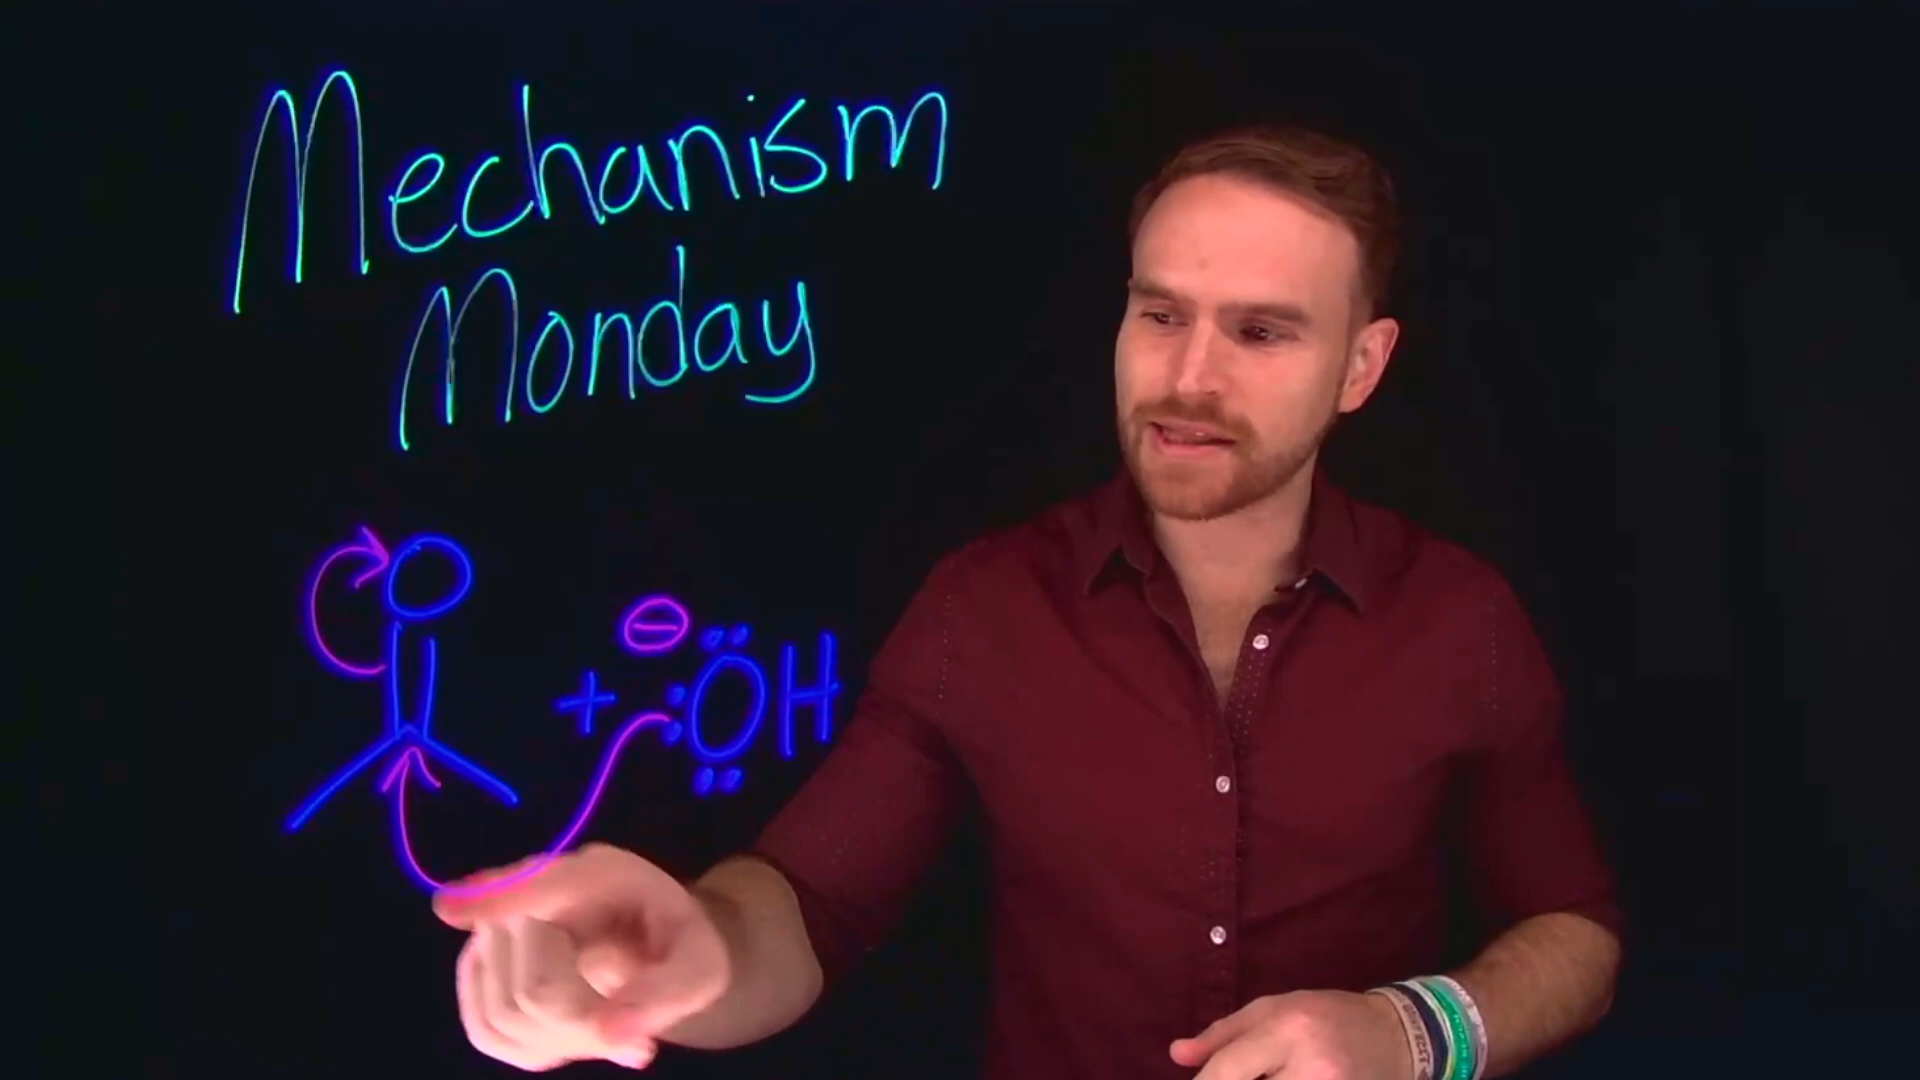 Mechanism
Monday
O
+ ⊖ :ÖH